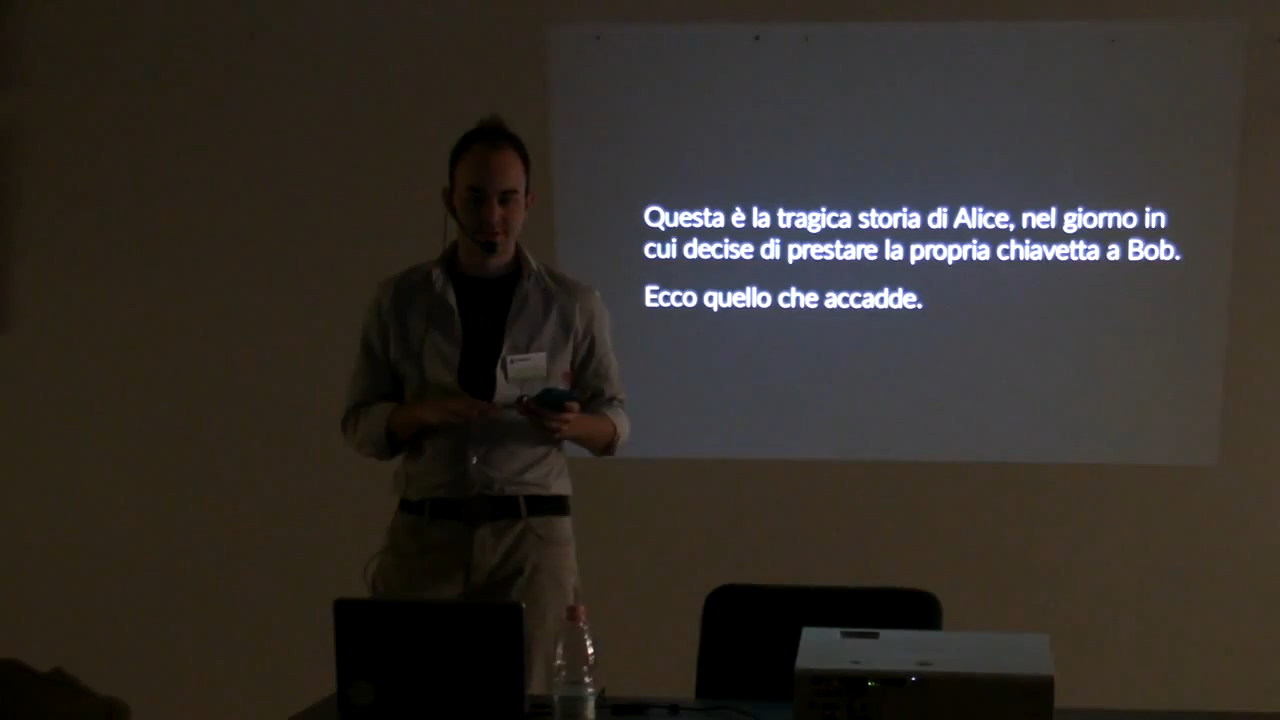 Questa è la tragica storia di Alice, nel giorno in
cui decise di prestare la propria chiavetta a Bob.
Ecco quello che accadde.